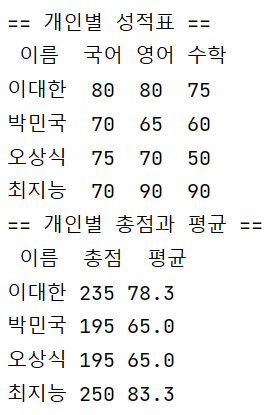 == 개인별 성적표 ==
이름 국어 영어 수학
이대한 80 80 75
박민국 70 65 60
오상식 75 70 50
최지능 70 90 90
== 개인별 총점과 평균 ==
이름 총점 평균
이대한 235 78.3
박민국 195 65.0
오상식 195 65.0
최지능 250 83.3